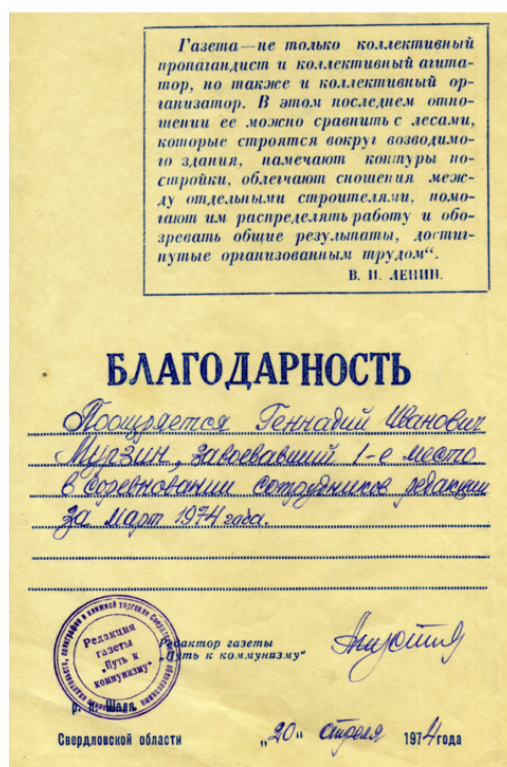 Газета—не только коллективный
пропагандист и коллективный агита-
тор, но также и коллективный ор-
ганизатор. В этом последнем отно-
шении ее можно сравнить с лесами,
которые строятся вокруг возводимо-
го здания, намечают контуры по-
стройки, облегчают сношения меж-
ду отдельными строителями, помо-
гают им распределять работу и обо-
зревать общие результаты, достиг-
нутые организованным трудом“.
В. И. ЛЕНИН.
БЛАГОДАРНОСТЬ
Поощряется Геннадий Иванович
Мурзин, завоевавший 1-е место
в соревновании сотрудников редакции
за март 1974 года.
Редакция
газеты
„Путь к
коммунизму“
Редактор газеты
„Путь к коммунизму“
р. п. Шаля
Свердловской области
„20“ апреля 1974 года